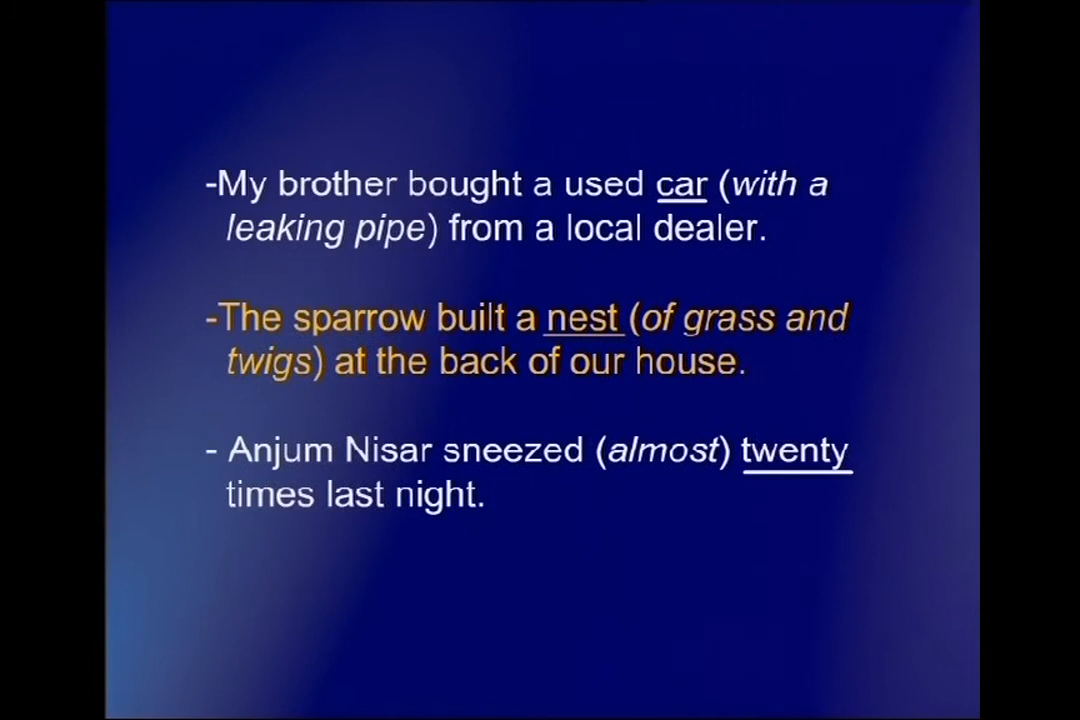 -My brother bought a used car (with a
leaking pipe) from a local dealer.
-The sparrow built a nest (of grass and
twigs) at the back of our house.
- Anjum Nisar sneezed (almost) twenty
times last night.